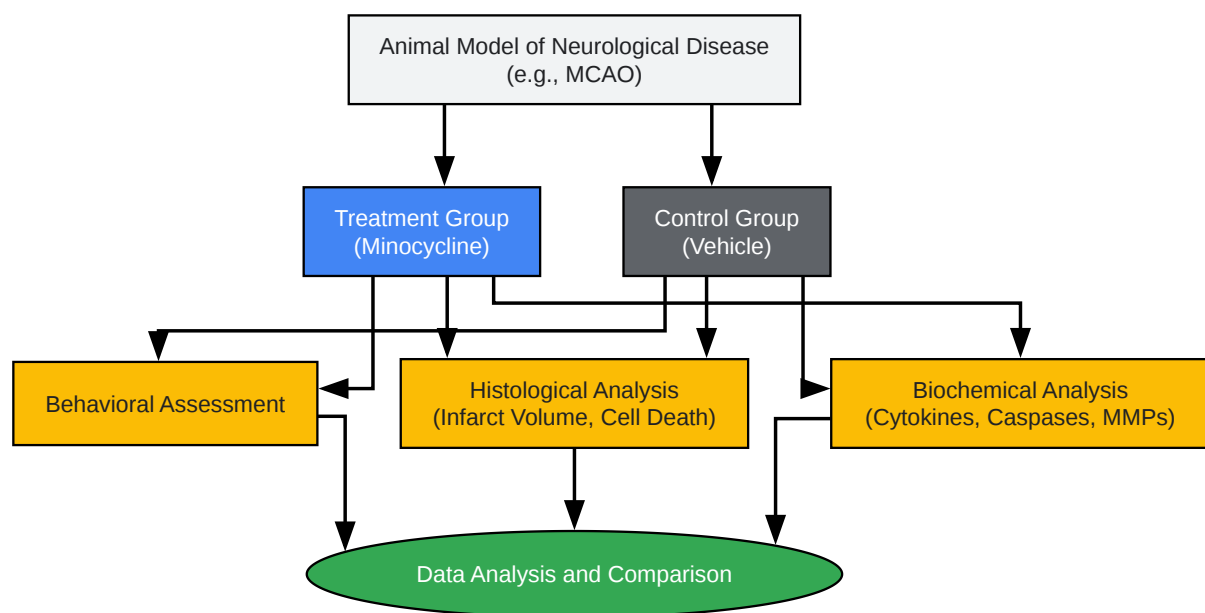 Animal Model of Neurological Disease
(e.g., MCAO)
Treatment Group
(Minocycline)
Control Group
(Vehicle)
Behavioral Assessment
Histological Analysis
(Infarct Volume, Cell Death)
Biochemical Analysis
(Cytokines, Caspases, MMPs)
Data Analysis and Comparison